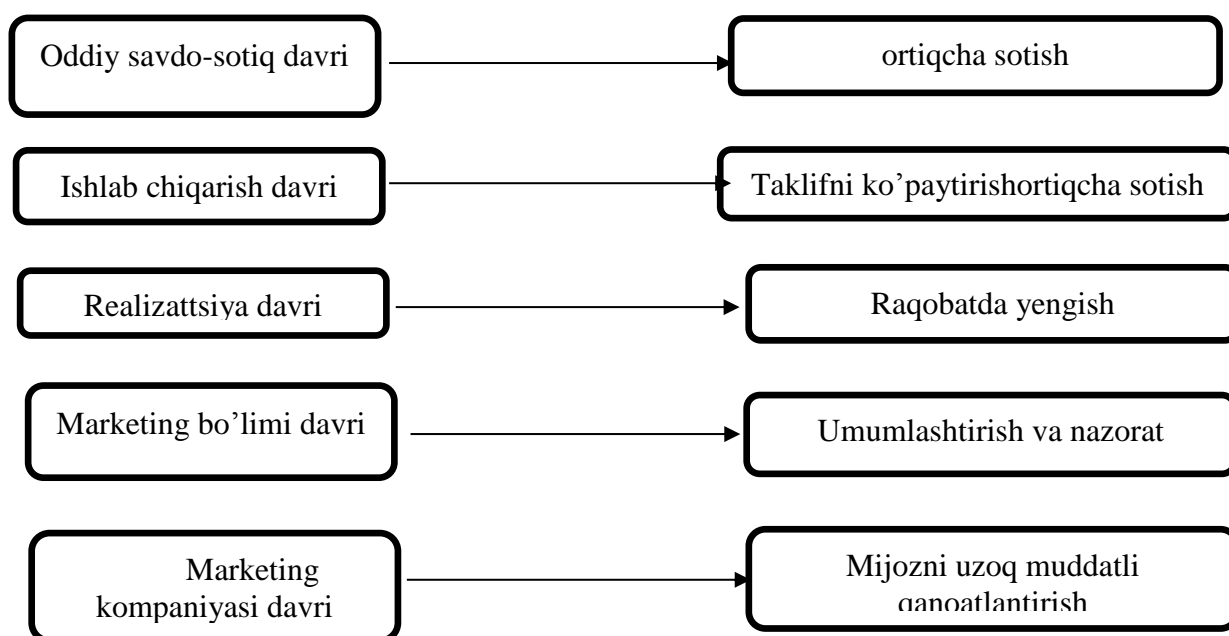 Oddiy savdo-sotiq davri
ortiqcha sotish
Ishlab chiqarish davri
Taklifni ko’paytirishortiqcha sotish
Realizattsiya davri
Raqobatda yengish
Marketing bo’limi davri
Umumlashtirish va nazorat
Marketing
kompaniyasi davri
Mijozni uzoq muddatli
qanoatlantirish